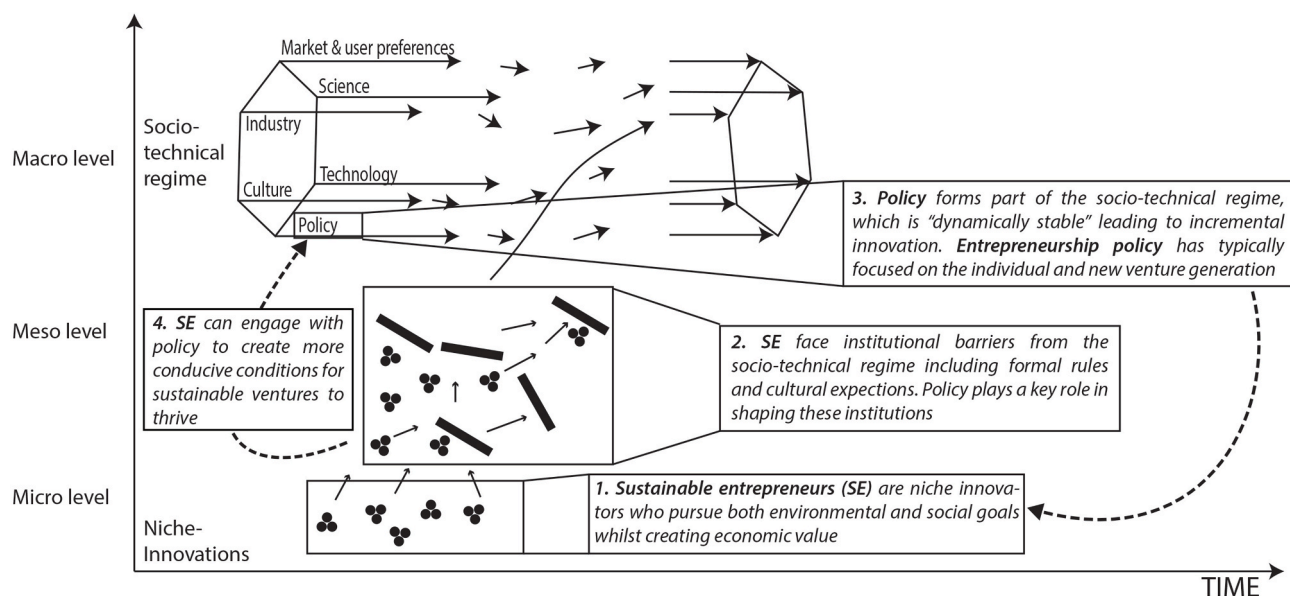 Market & user preferences
Science
Industry
Socio-
technical
regime
Macro level
Technology
Culture
Policy
3. Policy forms part of the socio-technical regime,
which is “dynamically stable” leading to incremental
innovation. Entrepreneurship policy has typically
focused on the individual and new venture generation
Meso level
4. SE can engage with
policy to create more
conducive conditions for
sustainable ventures to
thrive
2. SE face institutional barriers from the
socio-technical regime including formal rules
and cultural expections. Policy plays a key role in
shaping these institutions
Micro level
1. Sustainable entrepreneurs (SE) are niche innova-
tors who pursue both environmental and social goals
whilst creating economic value
Niche-
Innovations
TIME